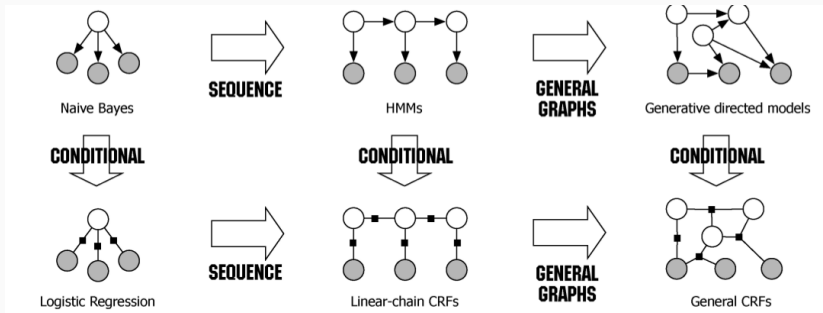 SEQUENCE
GENERAL
GRAPHS
Naive Bayes
HMMs
Generative directed models
CONDITIONAL
CONDITIONAL
CONDITIONAL
SEQUENCE
GENERAL
GRAPHS
Logistic Regression
Linear-chain CRFs
General CRFs